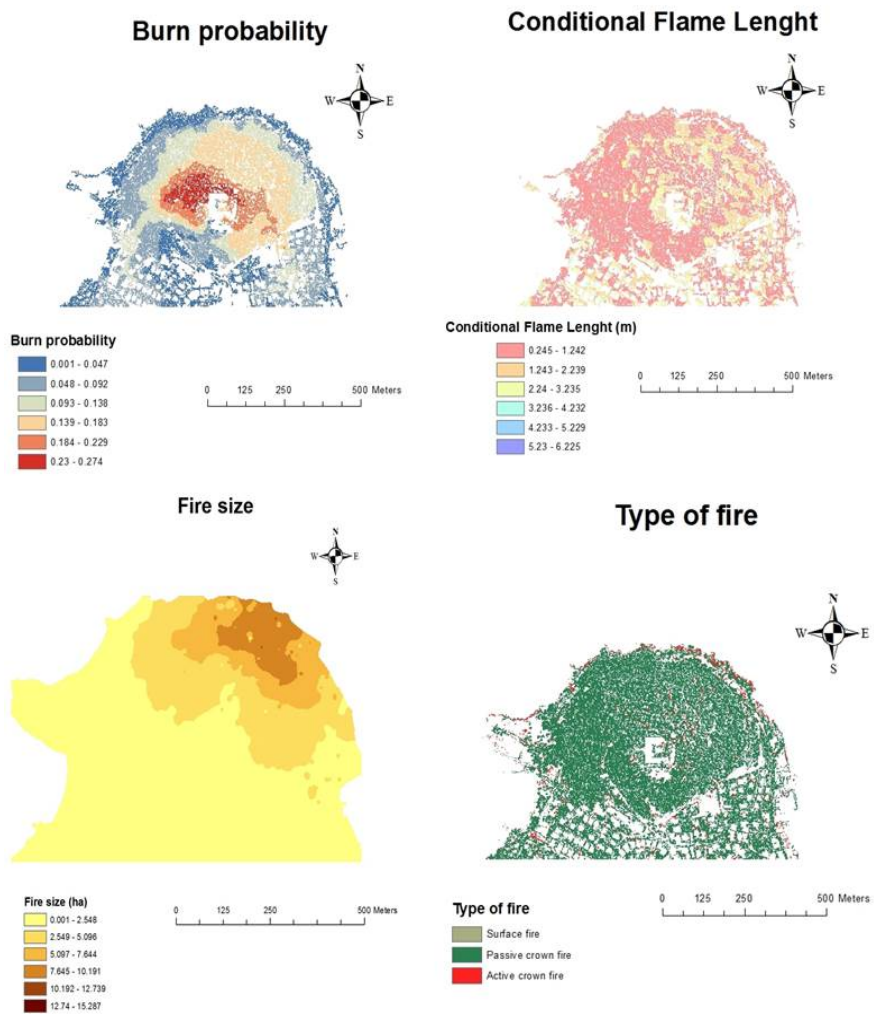 Burn probability
N
W E
S
Burn probability
0.001 - 0.047
0.048 - 0.092
0.093 - 0.138
0.139 - 0.183
0.184 - 0.229
0.23 - 0.274
0 125 250 500 Meters
Conditional Flame Lenght
N
W E
S
Conditional Flame Lenght (m)
0.245 - 1.242
1.243 - 2.239
2.24 - 3.235
3.236 - 4.232
4.233 - 5.229
5.23 - 6.225
0 125 250 500 Meters
Fire size
N
W E
S
Fire size (ha)
0.001 - 2.548
2.549 - 5.096
5.097 - 7.644
7.645 - 10.191
10.192 - 12.739
12.74 - 15.287
0 125 250 500 Meters
Type of fire
N
W E
S
Type of fire
Surface fire
Passive crown fire
Active crown fire
0 125 250 500 Meters